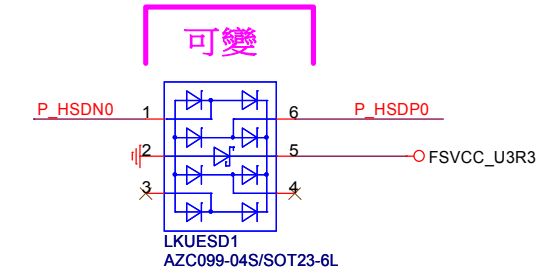 可變
P_HSDN0 1 6 P_HSDP0
2 5 FSVCC_U3R3
3 4
LKUESD1
AZC099-04S/SOT23-6L